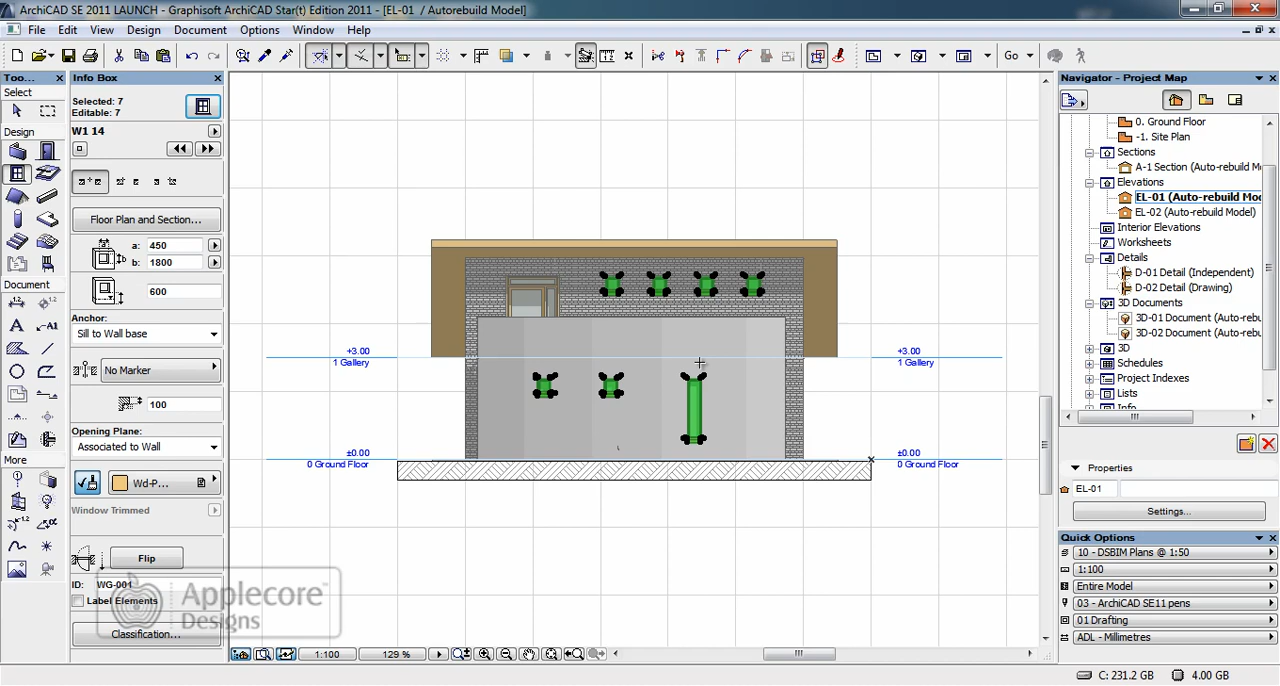 ArchiCAD SE 2011 LAUNCH - Graphisoft ArchiCAD Star(t) Edition 2011 - [EL-01 / Autorebuild Model]
File Edit View Design Document Options Window Help
Go
Too...
Select
Design
Document
More
Info Box
Selected: 7
Editable: 7
W1 14
Floor Plan and Section...
a: 450
b: 1800
600
Anchor:
Sill to Wall base
No Marker
100
Opening Plane:
Associated to Wall
Wd-P...
Window Trimmed
Flip
ID: WG-001
Label Elements
Classification...
Applecore™
Designs
+3.00
1 Gallery
±0.00
0 Ground Floor
+3.00
1 Gallery
±0.00
0 Ground Floor
1:100
129 %
Navigator - Project Map
0. Ground Floor
-1. Site Plan
Sections
A-1 Section (Auto-rebuild M
Elevations
EL-01 (Auto-rebuild Mo
EL-02 (Auto-rebuild Model)
Interior Elevations
Worksheets
Details
D-01 Detail (Independent)
D-02 Detail (Drawing)
3D Documents
3D-01 Document (Auto-rebu
3D-02 Document (Auto-rebu
3D
Schedules
Project Indexes
Lists
Info
Properties
EL-01
Settings...
Quick Options
10 - DSBIM Plans @ 1:50
1:100
Entire Model
03 - ArchiCAD SE11 pens
01 Drafting
ADL - Millimetres
C: 231.2 GB
4.00 GB